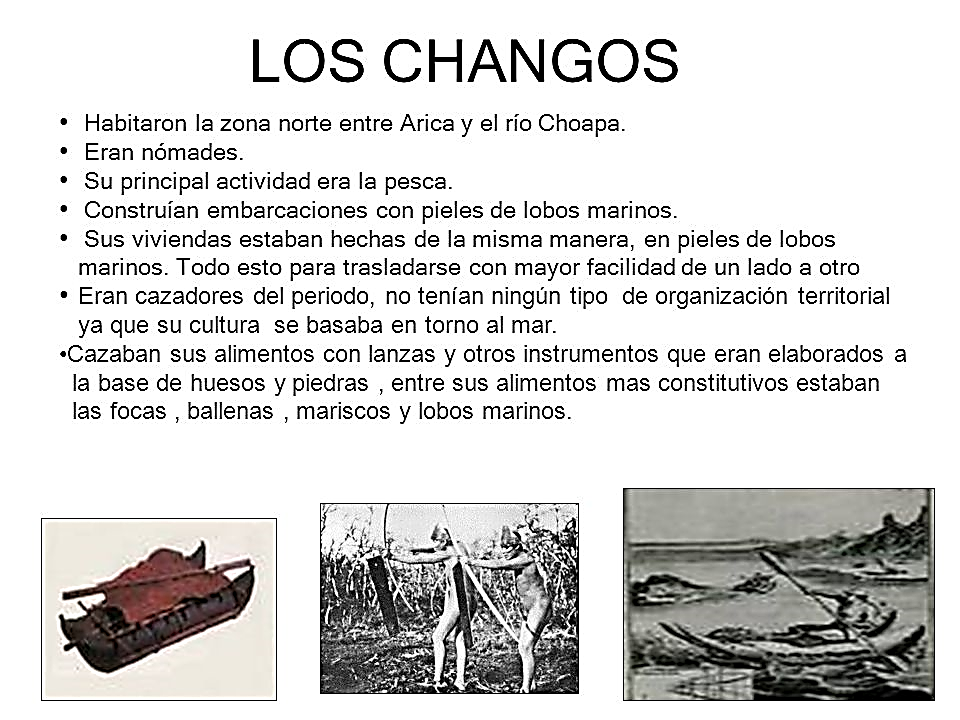 LOS CHANGOS
• Habitaron la zona norte entre Arica y el río Choapa.
• Eran nómades.
• Su principal actividad era la pesca.
• Construían embarcaciones con pieles de lobos marinos.
• Sus viviendas estaban hechas de la misma manera, en pieles de lobos
marinos. Todo esto para trasladarse con mayor facilidad de un lado a otro
• Eran cazadores del periodo, no tenían ningún tipo de organización territorial
ya que su cultura se basaba en torno al mar.
•Cazaban sus alimentos con lanzas y otros instrumentos que eran elaborados a
la base de huesos y piedras , entre sus alimentos mas constitutivos estaban
las focas , ballenas , mariscos y lobos marinos.